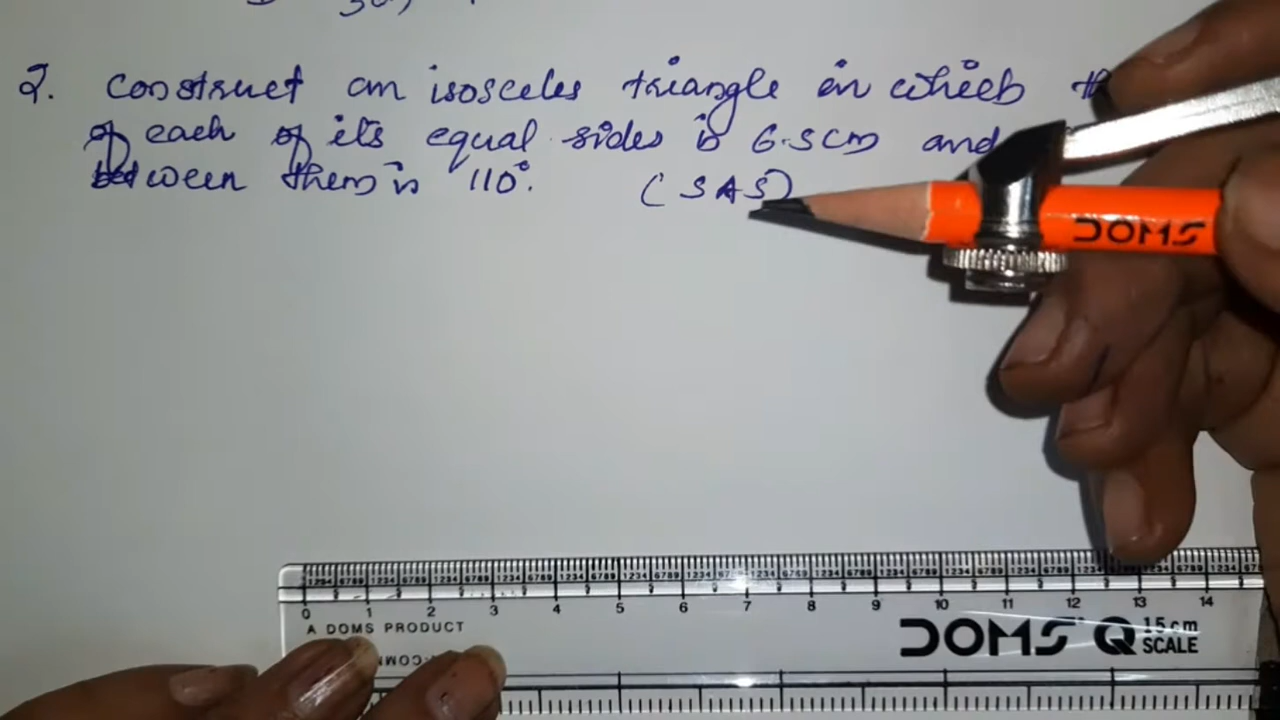 2. Construct an isosceles triangle in which
of each of its equal sides is 6.5cm and
between them is 110°. (SAS)
DOMS
0 1 2 3 4 5 6 7 8 9 10 11 12 13 14
A DOMS PRODUCT
DOMS Q 15cm SCALE